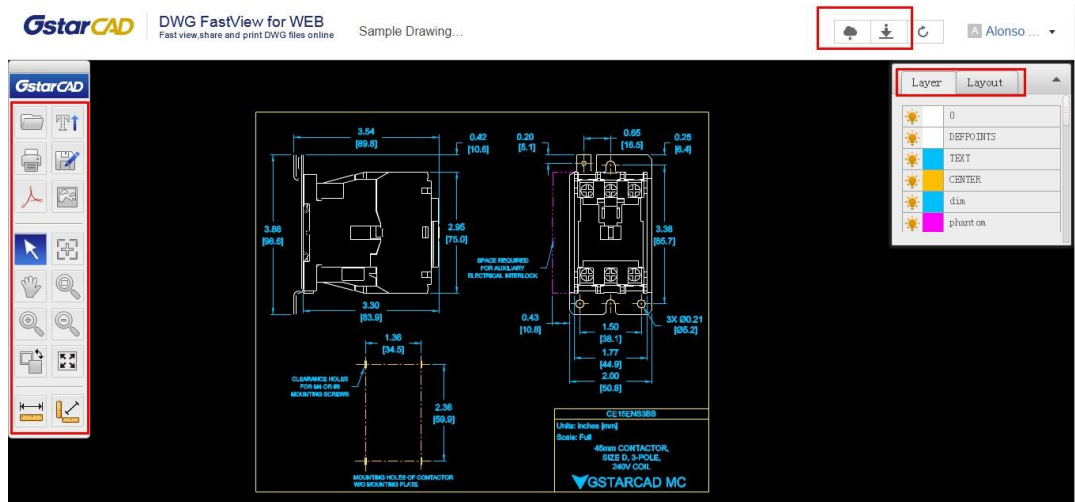 GstarCAD
DWG FastView for WEB
Fast view,share and print DWG files online
Sample Drawing...
A Alonso ...
GstarCAD
Layer Layout
0
DEFPOINTS
TEXT
CENTER
dim
phantom
3.54
[89.8]
0.42
[10.6]
3.88
[98.6]
2.95
[75.0]
3.30
[83.9]
0.20
[5.1]
0.65
[16.5]
0.25
[6.4]
3.38
[85.7]
SPACE REQUIRED
FOR AUXILIARY
ELECTRICAL INTERLOCK
0.43
[10.8]
1.50
[38.1]
1.77
[44.9]
2.00
[50.8]
3X Ø0.21
[Ø5.2]
1.36
[34.5]
CLEARANCE HOLES
FOR M4 OR #8
MOUNTING SCREWS
2.36
[59.9]
MOUNTING HOLES OF CONTACTOR
W/O MOUNTING PLATE
CE15ENS3BB
Units: Inches [mm]
Scale: Full
45mm CONTACTOR,
SIZE D, 3-POLE,
240V COIL
GSTARCAD MC